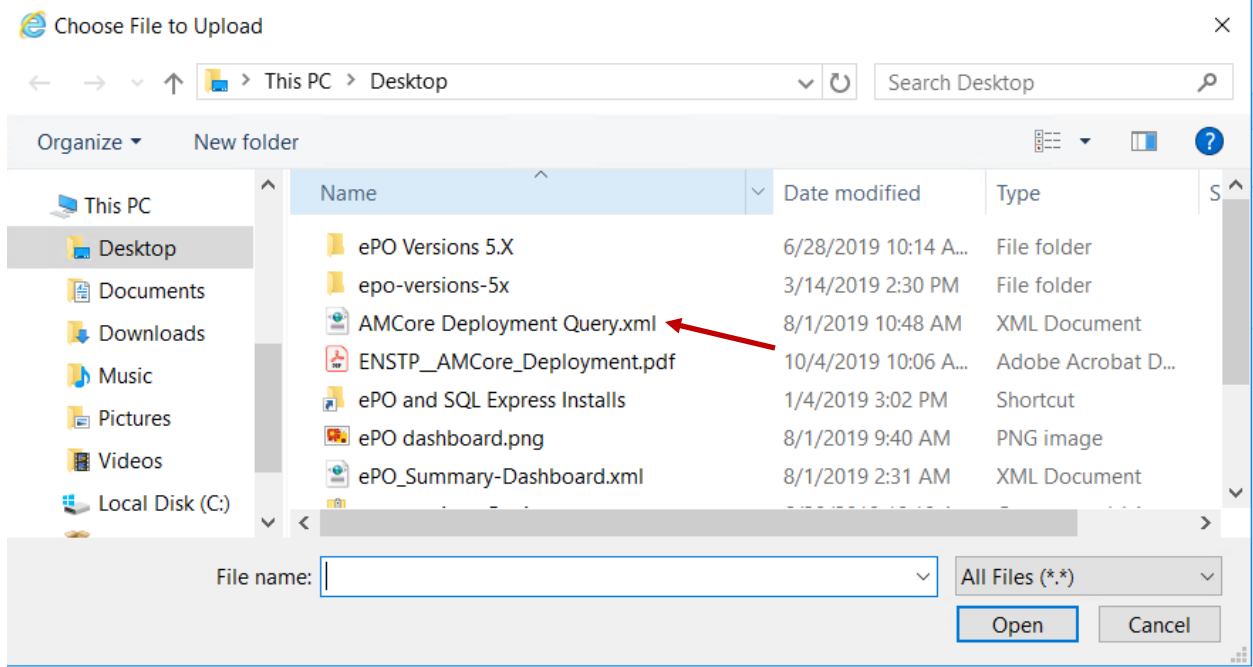 Choose File to Upload
This PC > Desktop
Search Desktop
Organize
New folder
This PC
Desktop
Documents
Downloads
Music
Pictures
Videos
Local Disk (C:)
Name Date modified Type S
ePO Versions 5.X 6/28/2019 10:14 A... File folder
epo-versions-5x 3/14/2019 2:30 PM File folder
AMCore Deployment Query.xml 8/1/2019 10:48 AM XML Document
ENSTP__AMCore_Deployment.pdf 10/4/2019 10:06 A... Adobe Acrobat D...
ePO and SQL Express Installs 1/4/2019 3:02 PM Shortcut
ePO dashboard.png 8/1/2019 9:40 AM PNG image
ePO_Summary-Dashboard.xml 8/1/2019 2:31 AM XML Document
File name:
All Files (*.*)
Open Cancel